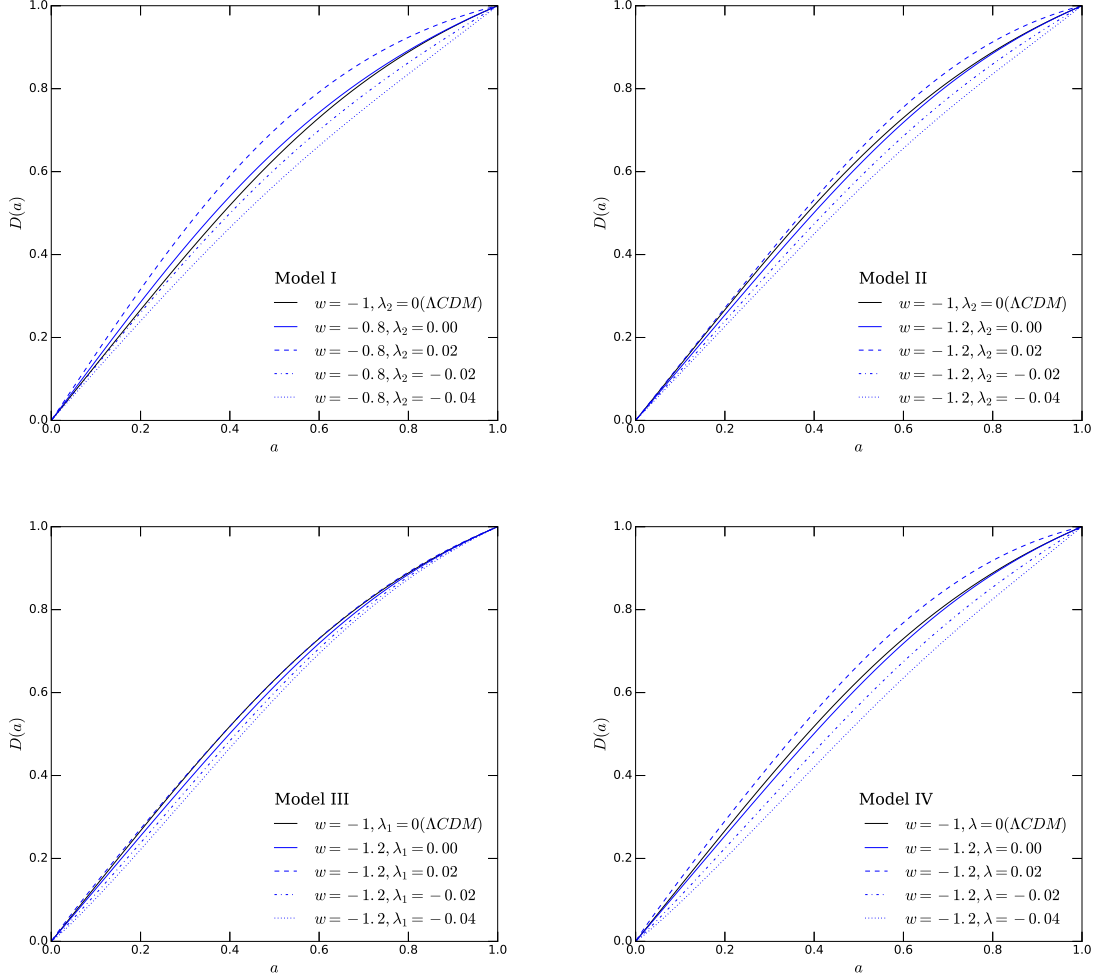 1.0
0.8
0.6
0.4
0.2
0.0
D(a)
Model I
w = −1, λ₂ = 0(ΛCDM)
w = −0.8, λ₂ = 0.00
w = −0.8, λ₂ = 0.02
w = −0.8, λ₂ = −0.02
w = −0.8, λ₂ = −0.04
0.0 0.2 0.4 0.6 0.8 1.0
a
1.0
0.8
0.6
0.4
0.2
0.0
D(a)
Model II
w = −1, λ₂ = 0(ΛCDM)
w = −1.2, λ₂ = 0.00
w = −1.2, λ₂ = 0.02
w = −1.2, λ₂ = −0.02
w = −1.2, λ₂ = −0.04
0.0 0.2 0.4 0.6 0.8 1.0
a
1.0
0.8
0.6
0.4
0.2
0.0
D(a)
Model III
w = −1, λ₁ = 0(ΛCDM)
w = −1.2, λ₁ = 0.00
w = −1.2, λ₁ = 0.02
w = −1.2, λ₁ = −0.02
w = −1.2, λ₁ = −0.04
0.0 0.2 0.4 0.6 0.8 1.0
a
1.0
0.8
0.6
0.4
0.2
0.0
D(a)
Model IV
w = −1, λ = 0(ΛCDM)
w = −1.2, λ = 0.00
w = −1.2, λ = 0.02
w = −1.2, λ = −0.02
w = −1.2, λ = −0.04
0.0 0.2 0.4 0.6 0.8 1.0
a